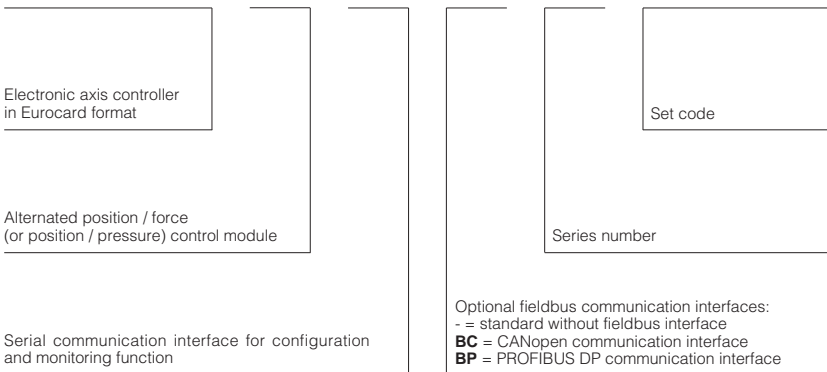 Electronic axis controller
in Eurocard format
Set code
Alternated position / force
(or position / pressure) control module
Series number
Serial communication interface for configuration
and monitoring function
Optional fieldbus communication interfaces:
- = standard without fieldbus interface
BC = CANopen communication interface
BP = PROFIBUS DP communication interface